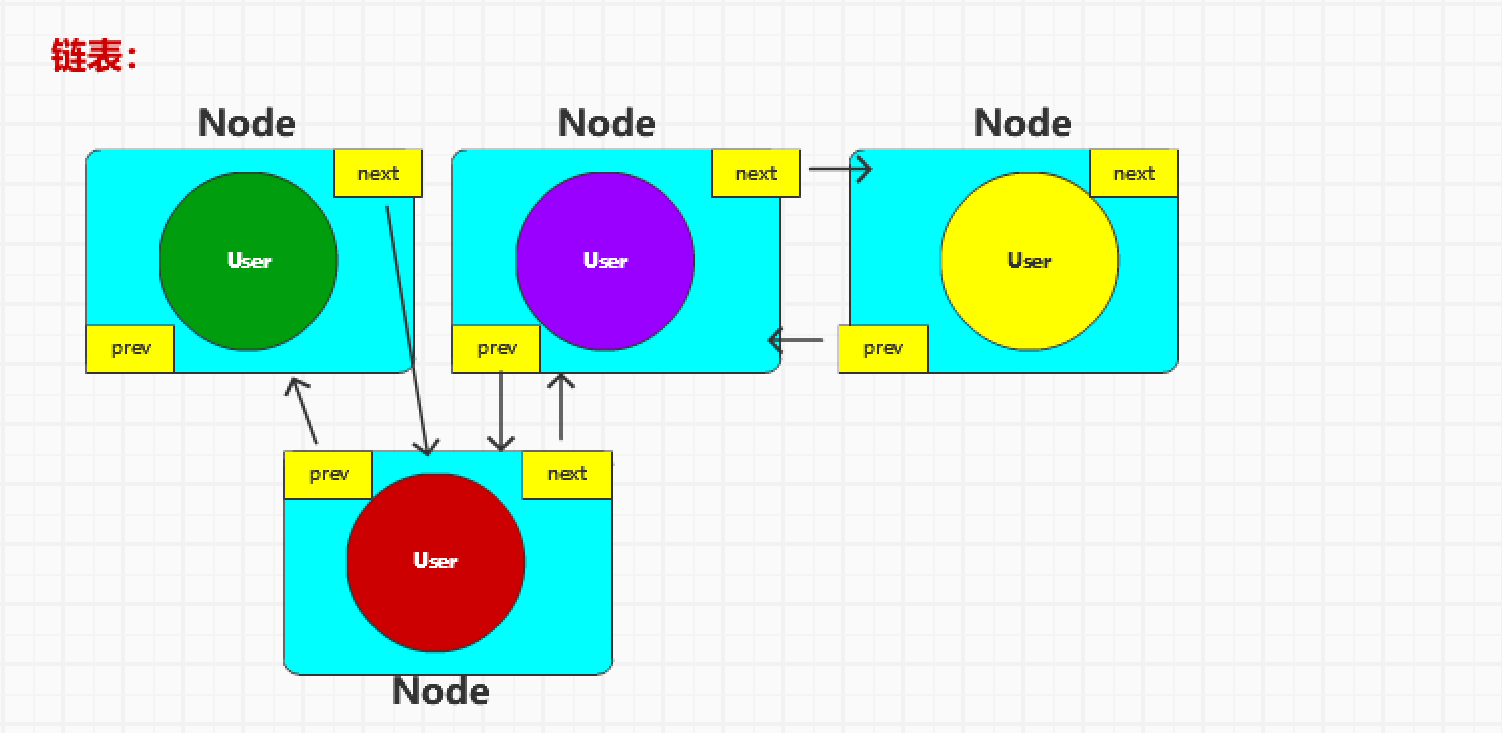 链表：
Node
Node
Node
next
next
next
User
User
User
prev
prev
prev
prev
next
User
Node